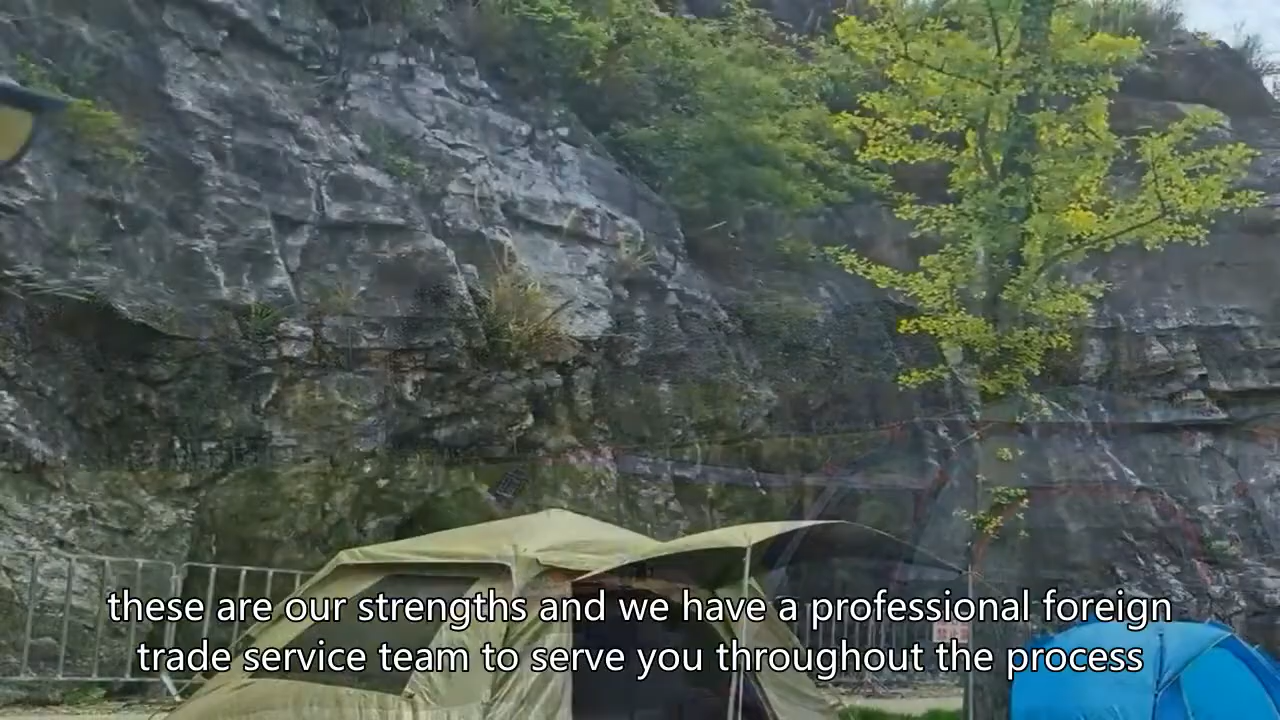 these are our strengths and we have a professional foreign
trade service team to serve you throughout the process